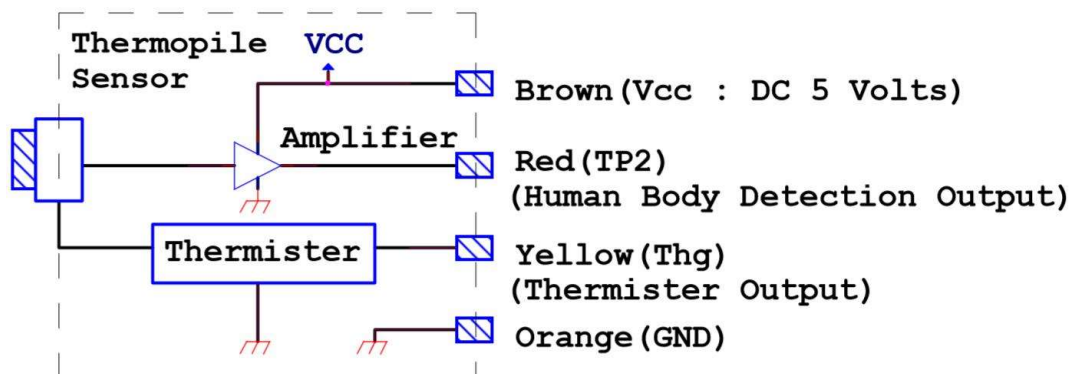 Thermopile
Sensor
VCC
Brown(Vcc : DC 5 Volts)
Amplifier
Red(TP2)
(Human Body Detection Output)
Thermister
Yellow(Thg)
(Thermister Output)
Orange(GND)